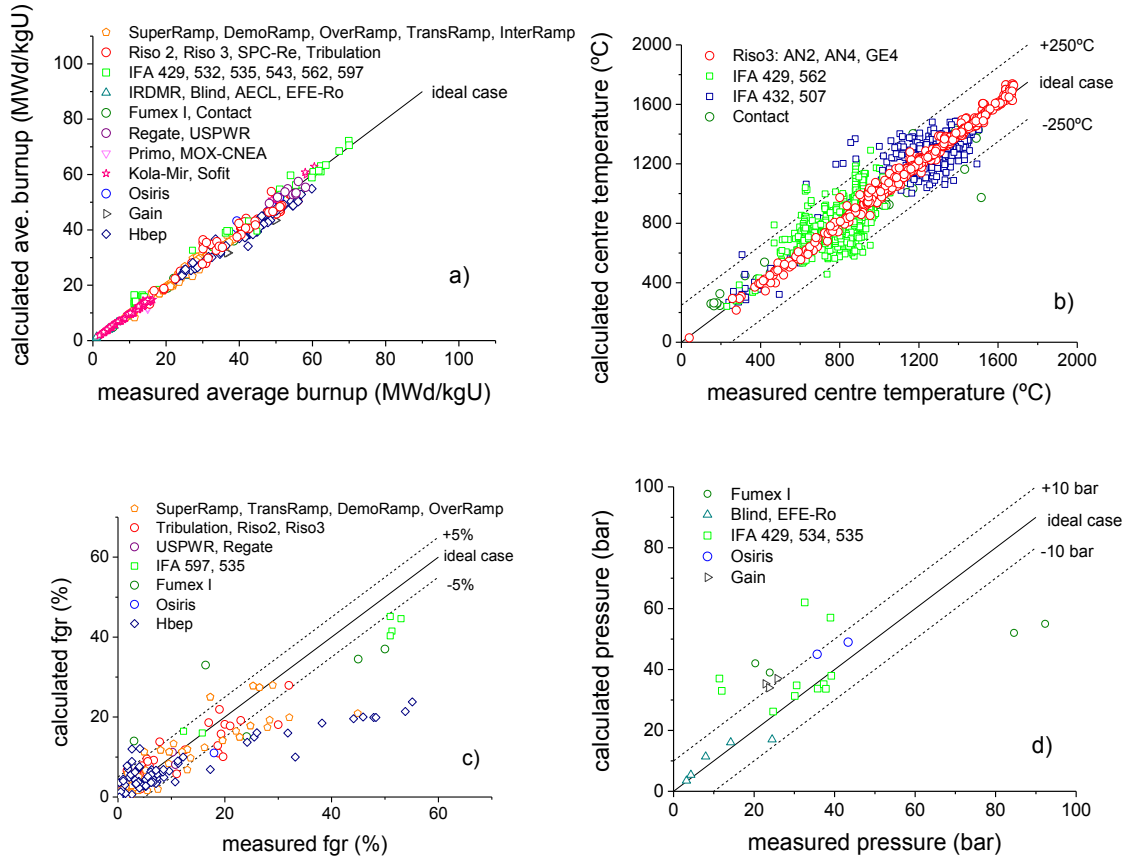 SuperRamp, DemoRamp, OverRamp, TransRamp, InterRamp
Riso 2, Riso 3, SPC-Re, Tribulation
IFA 429, 532, 535, 543, 562, 597
IRDMR, Blind, AECL, EFE-Ro
Fumex I, Contact
Regate, USPWR
Primo, MOX-CNEA
Kola-Mir, Sofit
Osiris
Gain
Hbep
ideal case
a)
calculated ave. burnup (MWd/kgU)
100
80
60
40
20
0
0 20 40 60 80 100
measured average burnup (MWd/kgU)
Riso3: AN2, AN4, GE4
IFA 429, 562
IFA 432, 507
Contact
+250ºC
ideal case
-250ºC
b)
calculated centre temperature (ºC)
2000
1600
1200
800
400
0
0 400 800 1200 1600 2000
measured centre temperature (ºC)
SuperRamp, TransRamp, DemoRamp, OverRamp
Tribulation, Riso2, Riso3
USPWR, Regate
IFA 597, 535
Fumex I
Osiris
Hbep
+5%
ideal case
-5%
c)
calculated fgr (%)
60
40
20
0
0 20 40 60
measured fgr (%)
Fumex I
Blind, EFE-Ro
IFA 429, 534, 535
Osiris
Gain
+10 bar
ideal case
-10 bar
d)
calculated pressure (bar)
100
80
60
40
20
0
0 20 40 60 80 100
measured pressure (bar)